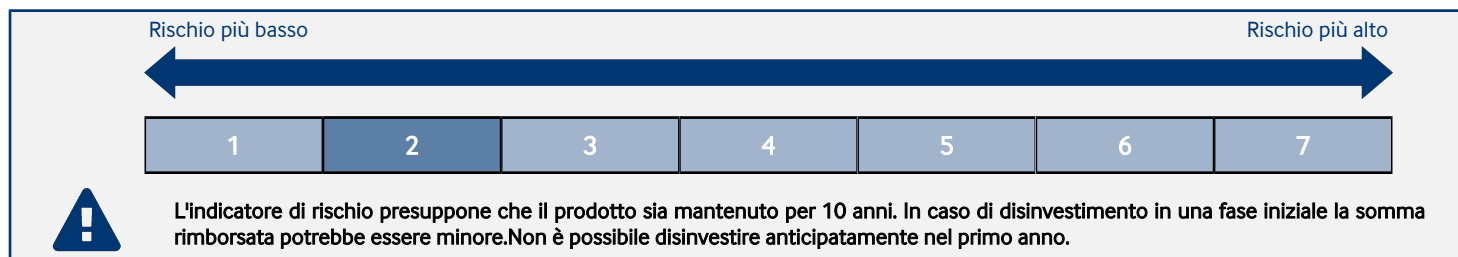 Rischio più basso Rischio più alto
1 2 3 4 5 6 7
L'indicatore di rischio presuppone che il prodotto sia mantenuto per 10 anni. In caso di disinvestimento in una fase iniziale la somma
rimborsata potrebbe essere minore.Non è possibile disinvestire anticipatamente nel primo anno.